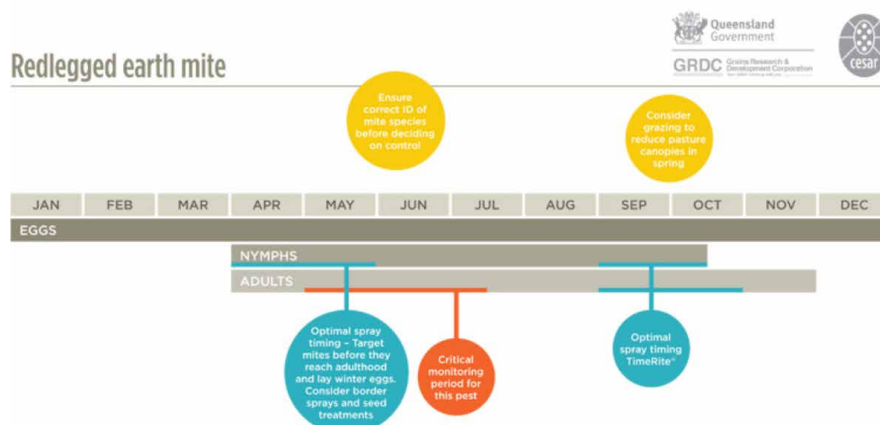 Queensland
Government
GRDC
Grains Research &
Development Corporation
cesar
Redlegged earth mite
Ensure
correct ID of
mite species
before deciding
on control
Consider
grazing to
reduce pasture
canopies in
spring
JAN FEB MAR APR MAY JUN JUL AUG SEP OCT NOV DEC
EGGS
NYMPHS
ADULTS
Optimal spray
timing – Target
mites before they
reach adulthood
and lay winter eggs.
Consider border
sprays and seed
treatments
Critical
monitoring
period for
this pest
Optimal
spray timing
TimeRite®